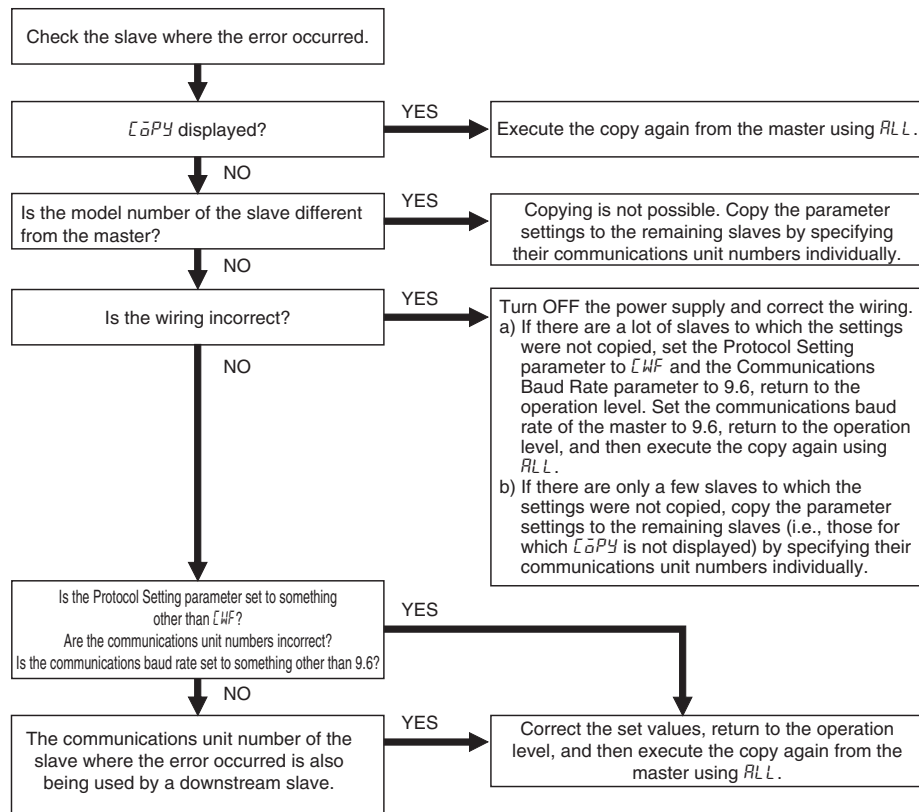 Check the slave where the error occurred.
CoPY displayed?
YES
Execute the copy again from the master using ALL.
NO
Is the model number of the slave different
from the master?
YES
Copying is not possible. Copy the parameter
settings to the remaining slaves by specifying
their communications unit numbers individually.
NO
Is the wiring incorrect?
YES
Turn OFF the power supply and correct the wiring.
a) If there are a lot of slaves to which the settings
were not copied, set the Protocol Setting
parameter to CWF and the Communications
Baud Rate parameter to 9.6, return to the
operation level. Set the communications baud
rate of the master to 9.6, return to the operation
level, and then execute the copy again using
ALL.
b) If there are only a few slaves to which the
settings were not copied, copy the parameter
settings to the remaining slaves (i.e., those for
which CoPY is not displayed) by specifying their
communications unit numbers individually.
NO
Is the Protocol Setting parameter set to something
other than CWF?
Are the communications unit numbers incorrect?
Is the communications baud rate set to something other than 9.6?
YES
NO
The communications unit number of the
slave where the error occurred is also
being used by a downstream slave.
YES
Correct the set values, return to the operation
level, and then execute the copy again from the
master using ALL.